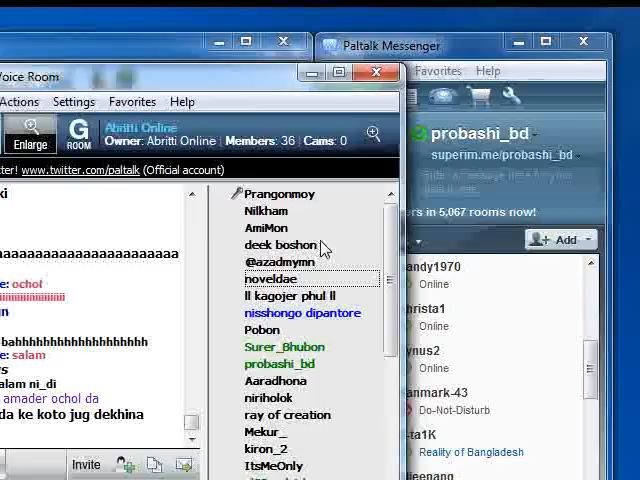 Paltalk Messenger
Voice Room
Favorites Help
Actions Settings Favorites Help
Enlarge
G
ROOM
Abritti Online
Owner: Abritti Online | Members: 36 | Cams: 0
probashi_bd
superim.me/probashi_bd
ter! www.twitter.com/paltalk (Official account)
ers in 5,067 rooms now!
Add
ki
aaaaaaaaaaaaaaaaaaaaaaaaaaa
e: ochol
e: salam
alam ni_di
amader ochol da
da ke koto jug dekhina
Invite
Prangonmoy
Nilkham
AmiMon
deek boshon
@azadmymn
noveldae
ll kagojer phul ll
nisshongo dipantore
Pobon
Surer_Bhubon
probashi_bd
Aaradhona
niriholok
ray of creation
Mekur_
kiron_2
ItsMeOnly
andy1970
Online
hrista1
Online
ynus2
Online
anmark-43
Do-Not-Disturb
-ta1K
Reality of Bangladesh